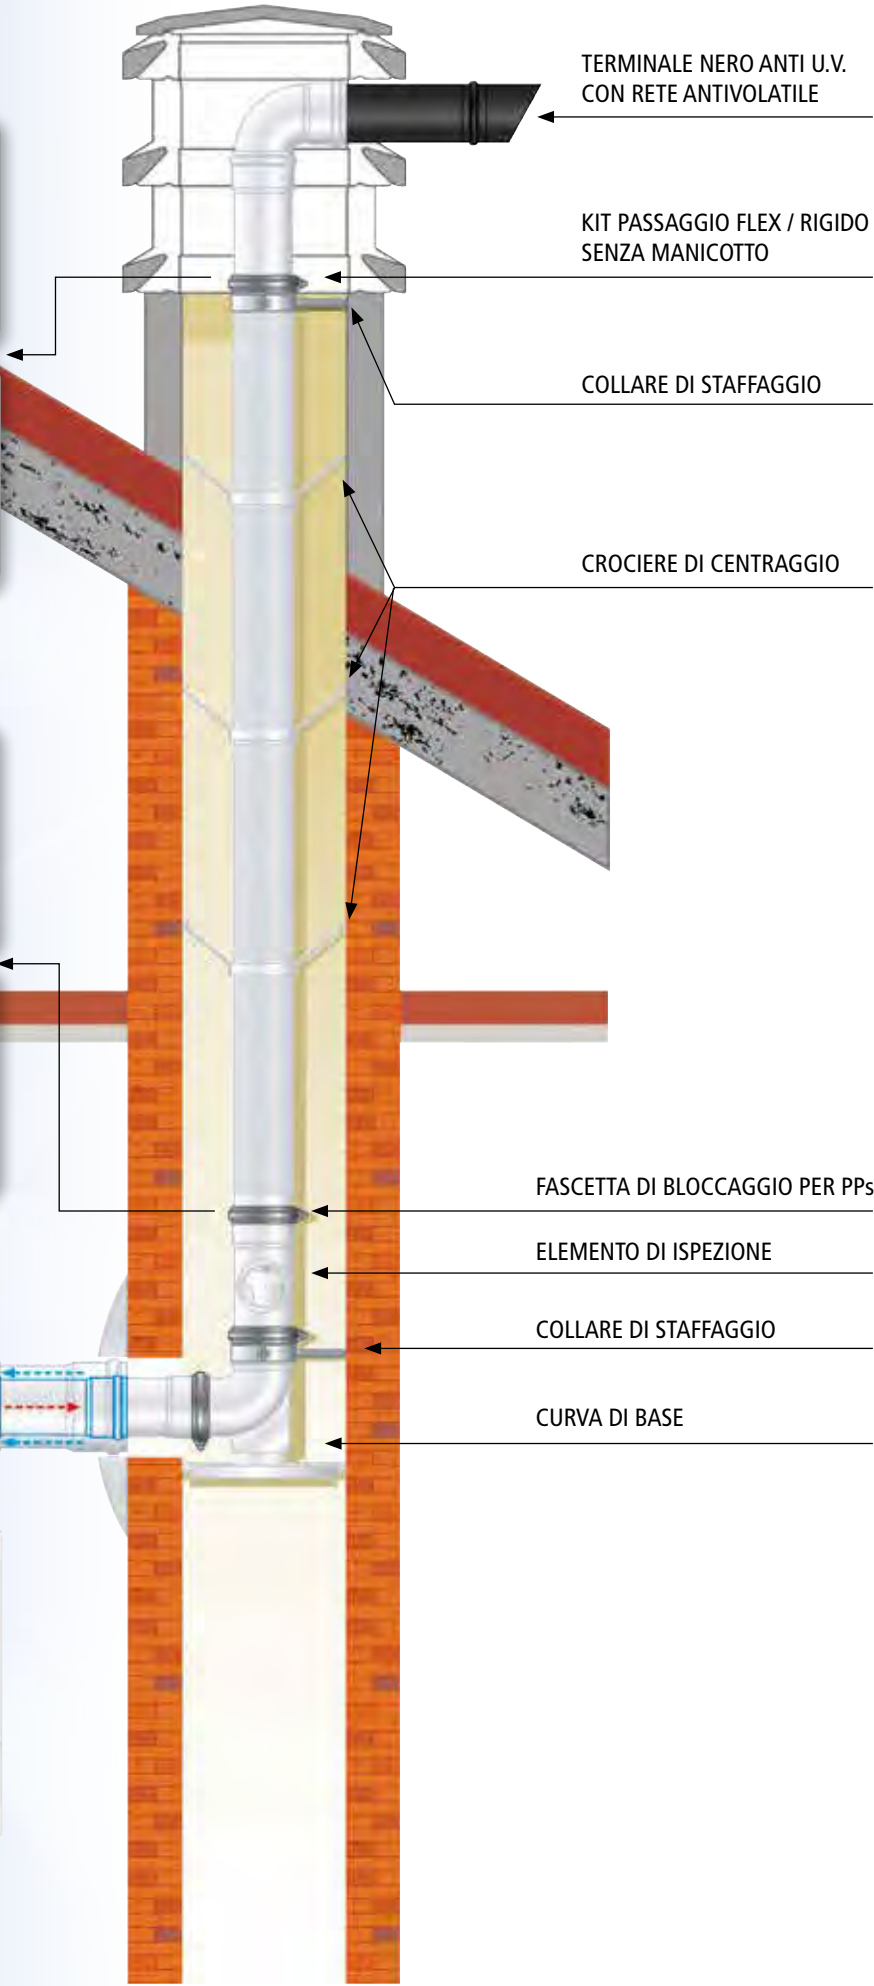 TERMINALE NERO ANTI U.V.
CON RETE ANTIVOLATILE
KIT PASSAGGIO FLEX / RIGIDO
SENZA MANICOTTO
COLLARE DI STAFFAGGIO
CROCIERE DI CENTRAGGIO
FASCETTA DI BLOCCAGGIO PER PPs
ELEMENTO DI ISPEZIONE
COLLARE DI STAFFAGGIO
CURVA DI BASE